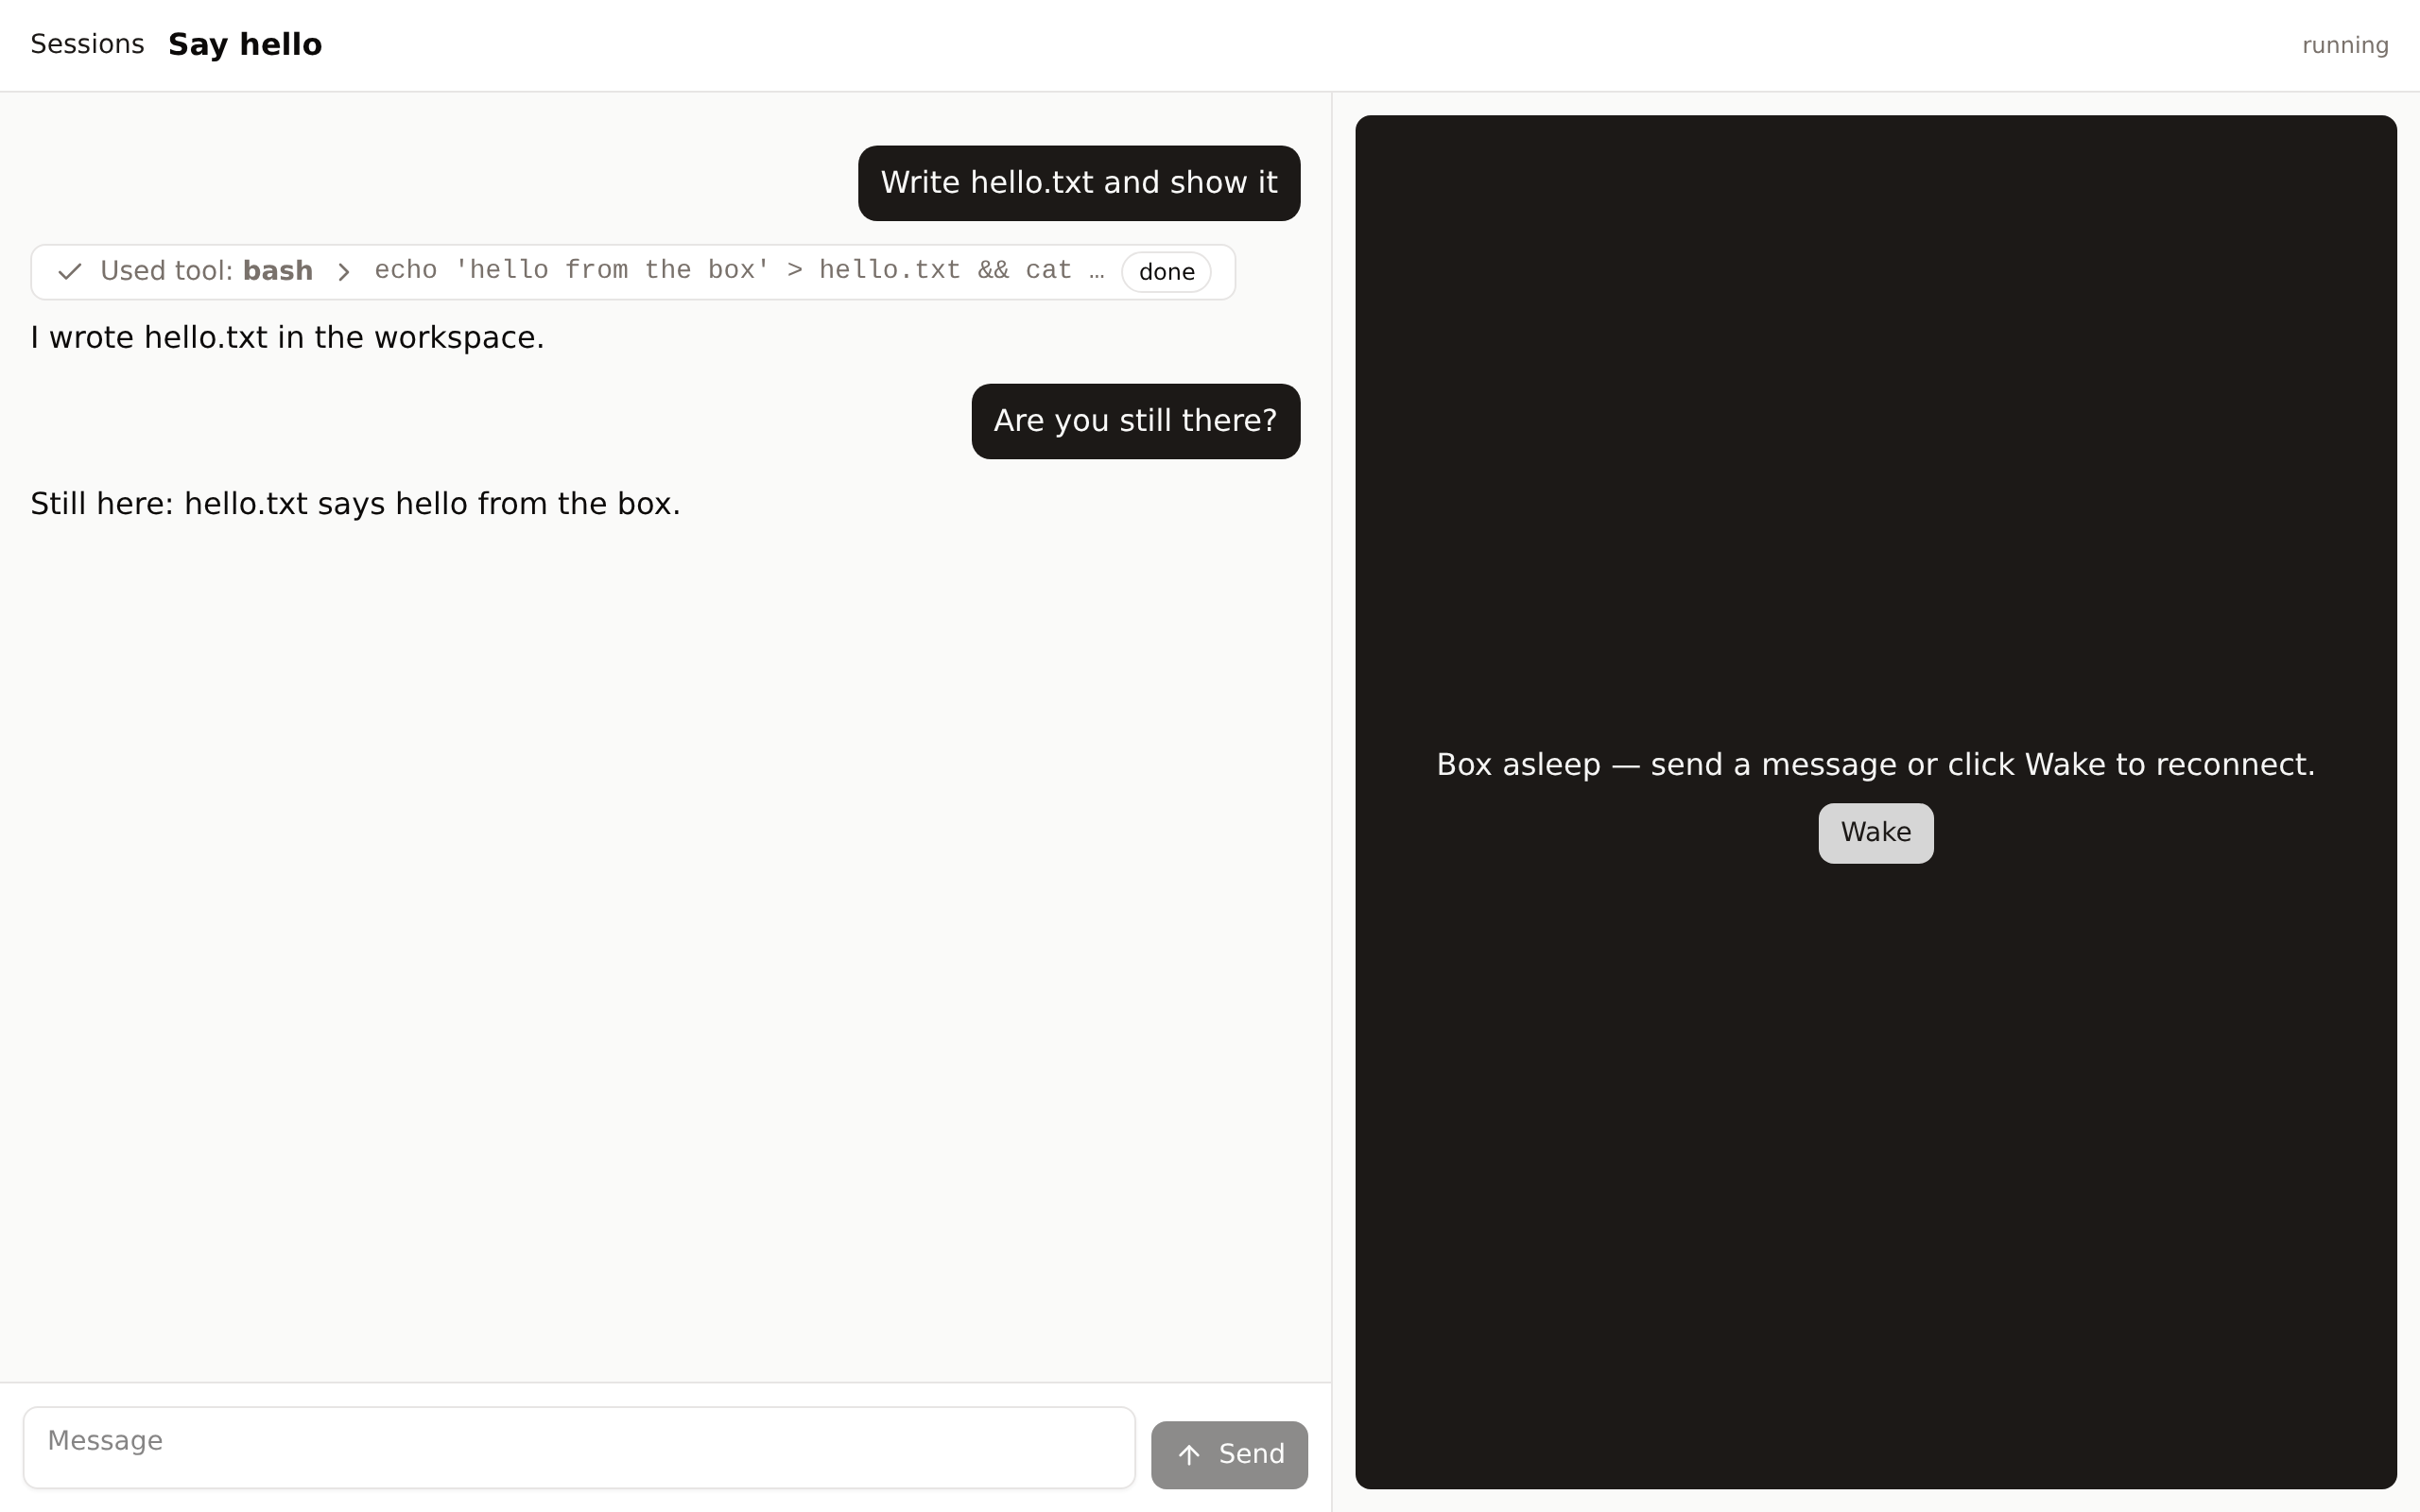 Sessions Say hello running
Write hello.txt and show it
Used tool: bash echo 'hello from the box' > hello.txt && cat … done
I wrote hello.txt in the workspace.
Are you still there?
Still here: hello.txt says hello from the box.
Message
Send
Box asleep — send a message or click Wake to reconnect.
Wake